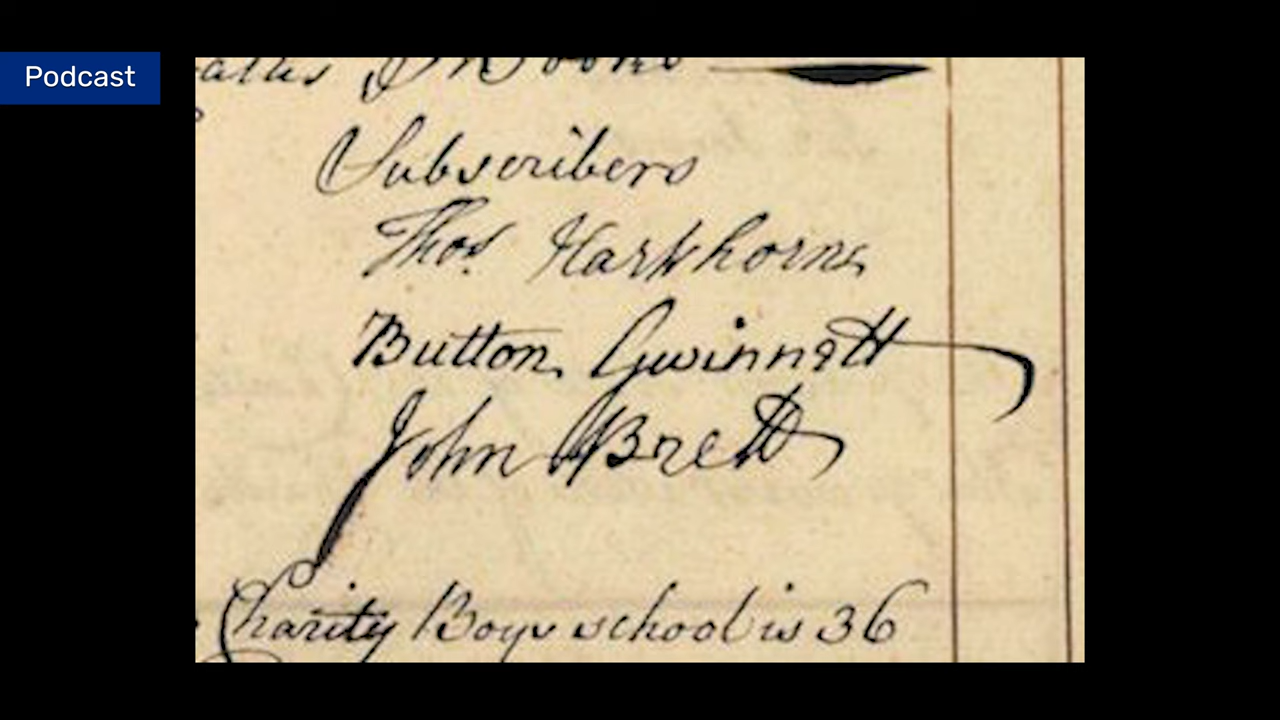 Podcast
Subscribers
Thos Harthorne
Button Gwinnett
John Brett
Charity Boys school is 36